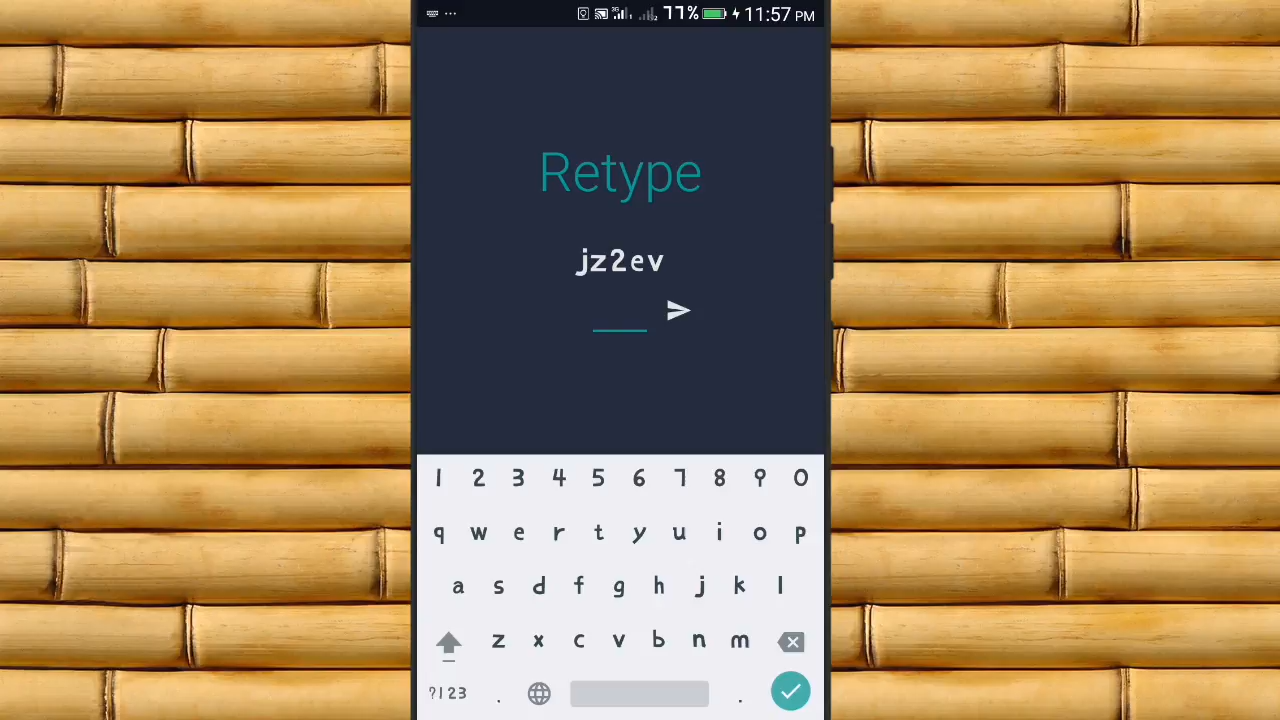 77% 11:57 PM
Retype
jz2ev
1 2 3 4 5 6 7 8 9 0
q w e r t y u i o p
a s d f g h j k l
z x c v b n m
?123 . .